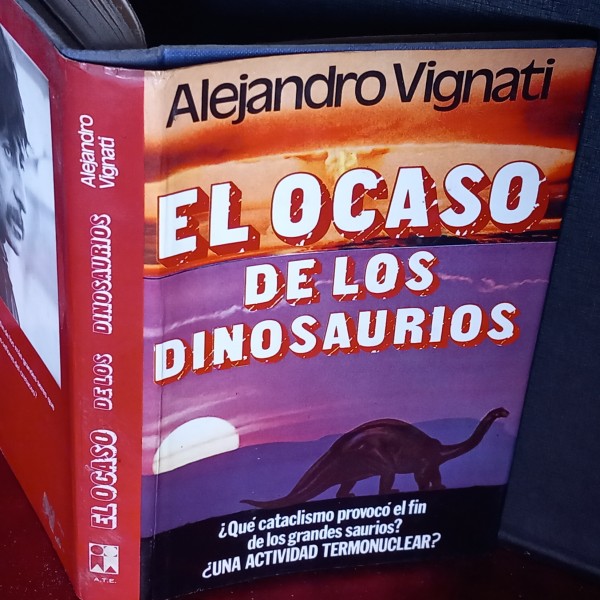 Alejandro Vignati
EL OCASO
DE LOS
DINOSAURIOS
¿Qué cataclismo provocó el fin
de los grandes saurios?
¿UNA ACTIVIDAD TERMONUCLEAR?
Alejandro
Vignati
EL OCASO DE LOS DINOSAURIOS
A.T.E.